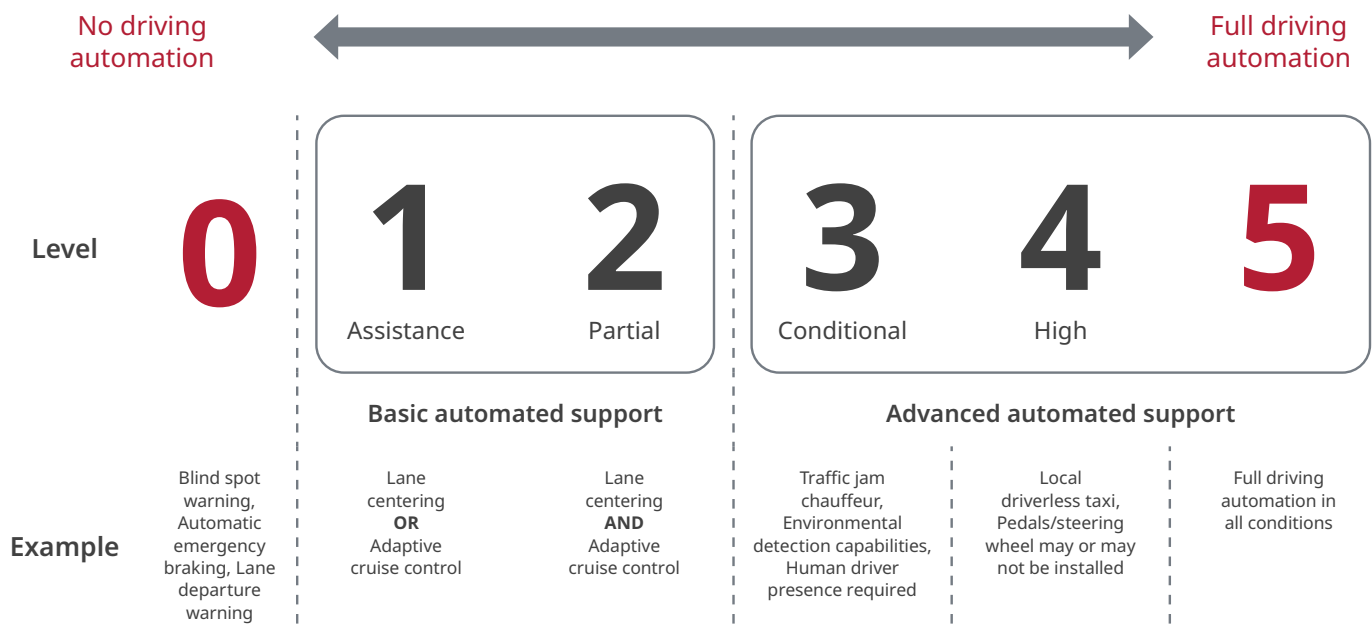 No driving
automation
Full driving
automation
Level
0
1
2
3
4
5
Assistance
Partial
Conditional
High
Basic automated support
Advanced automated support
Example
Blind spot
warning,
Automatic
emergency
braking, Lane
departure
warning
Lane
centering
OR
Adaptive
cruise control
Lane
centering
AND
Adaptive
cruise control
Traffic jam
chauffeur,
Environmental
detection capabilities,
Human driver
presence required
Local
driverless taxi,
Pedals/steering
wheel may or may
not be installed
Full driving
automation in
all conditions